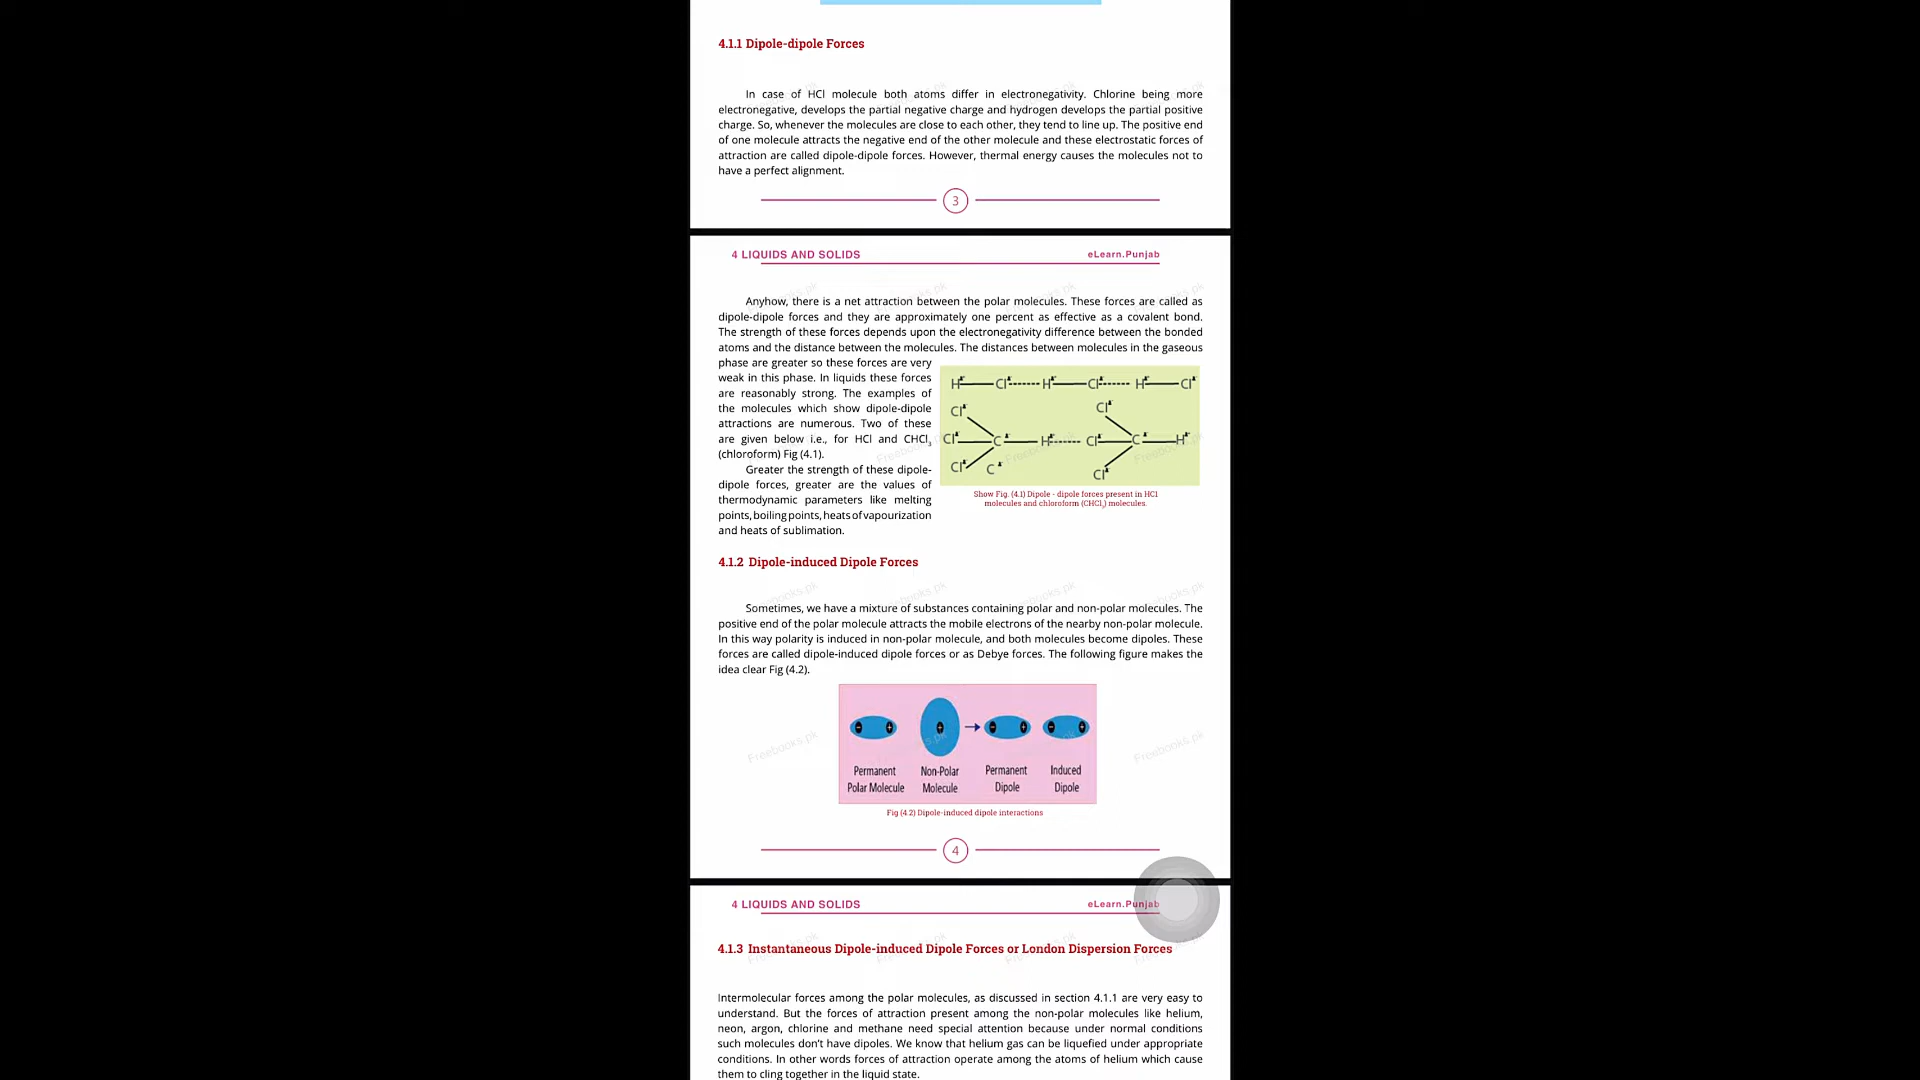 4.1.1 Dipole-dipole Forces
In case of HCl molecule both atoms differ in electronegativity. Chlorine being more
electronegative, develops the partial negative charge and hydrogen develops the partial positive
charge. So, whenever the molecules are close to each other, they tend to line up. The positive end
of one molecule attracts the negative end of the other molecule and these electrostatic forces of
attraction are called dipole-dipole forces. However, thermal energy causes the molecules not to
have a perfect alignment.
3
4 LIQUIDS AND SOLIDS
eLearn.Punjab
Anyhow, there is a net attraction between the polar molecules. These forces are called as
dipole-dipole forces and they are approximately one percent as effective as a covalent bond.
The strength of these forces depends upon the electronegativity difference between the bonded
atoms and the distance between the molecules. The distances between molecules in the gaseous
phase are greater so these forces are very
weak in this phase. In liquids these forces
are reasonably strong. The examples of
the molecules which show dipole-dipole
attractions are numerous. Two of these
are given below i.e., for HCl and CHCl₃
(chloroform) Fig (4.1).
Greater the strength of these dipole-
dipole forces, greater are the values of
thermodynamic parameters like melting
points, boiling points, heats of vapourization
and heats of sublimation.
H Cl H Cl H Cl
Cl Cl
Cl C H Cl C H
Cl C Cl
Show Fig. (4.1) Dipole - dipole forces present in HC1
molecules and chloroform (CHCl₃) molecules.
4.1.2 Dipole-induced Dipole Forces
Sometimes, we have a mixture of substances containing polar and non-polar molecules. The
positive end of the polar molecule attracts the mobile electrons of the nearby non-polar molecule.
In this way polarity is induced in non-polar molecule, and both molecules become dipoles. These
forces are called dipole-induced dipole forces or as Debye forces. The following figure makes the
idea clear Fig (4.2).
- + + - + - +
Permanent Non-Polar Permanent Induced
Polar Molecule Molecule Dipole Dipole
Freebooks.pk Freebooks.pk
Fig (4.2) Dipole-induced dipole interactions
4
4 LIQUIDS AND SOLIDS
eLearn.Punjab
4.1.3 Instantaneous Dipole-induced Dipole Forces or London Dispersion Forces
Intermolecular forces among the polar molecules, as discussed in section 4.1.1 are very easy to
understand. But the forces of attraction present among the non-polar molecules like helium,
neon, argon, chlorine and methane need special attention because under normal conditions
such molecules don't have dipoles. We know that helium gas can be liquefied under appropriate
conditions. In other words forces of attraction operate among the atoms of helium which cause
them to cling together in the liquid state.